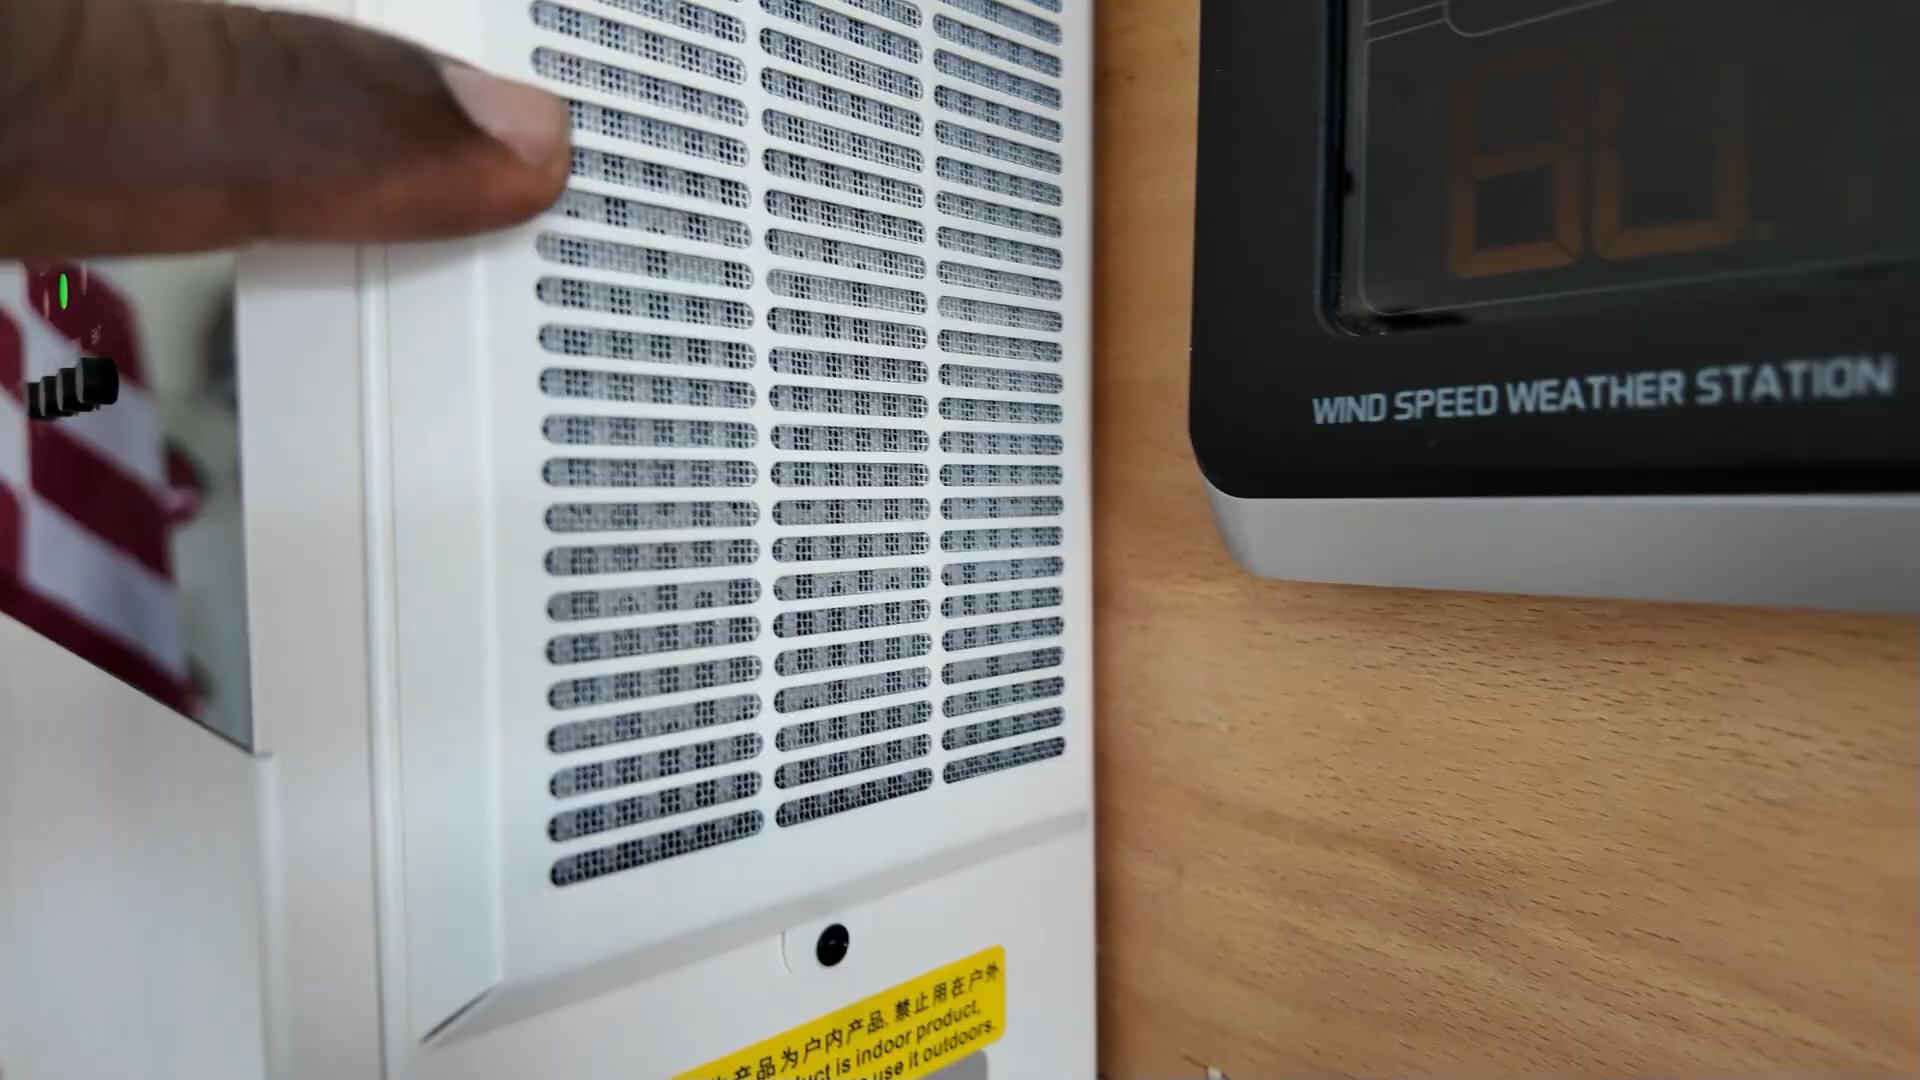 80
WIND SPEED WEATHER STATION
产品为户内产品, 禁止用在户外
is indoor product,
use it outdoors.